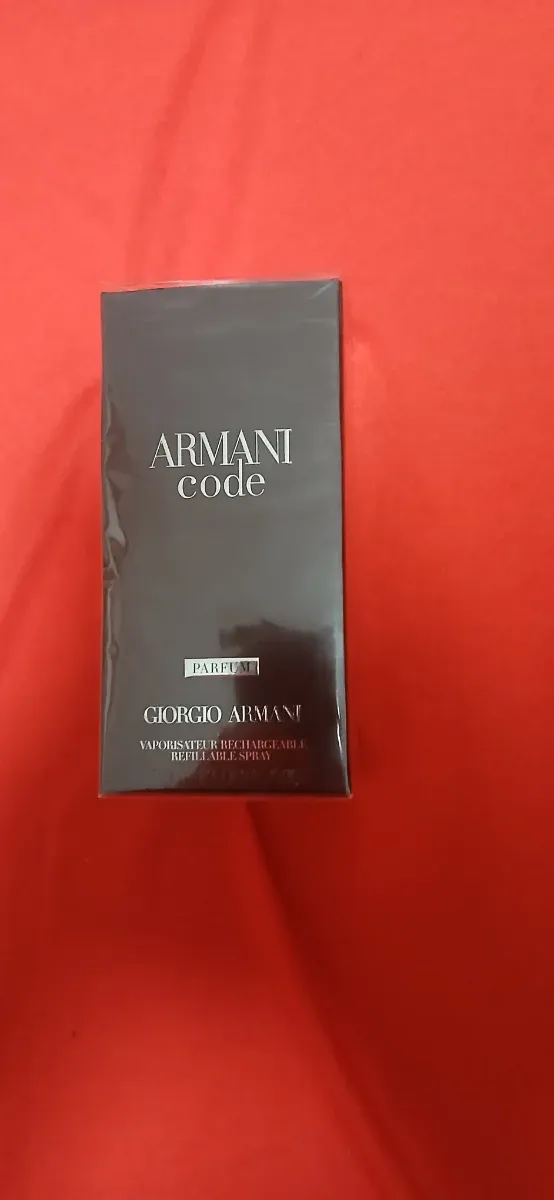 ARMANI
code
PARFUM
GIORGIO ARMANI
VAPORISATEUR RECHARGEABLE
REFILLABLE SPRAY